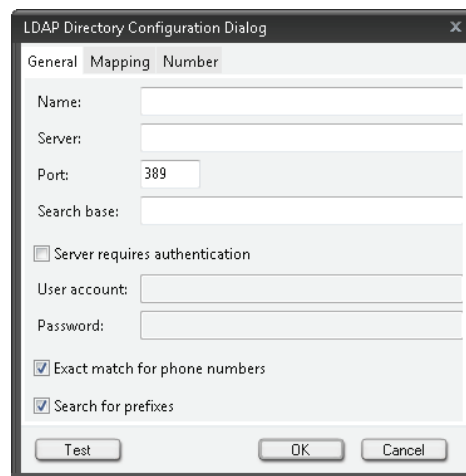 LDAP Directory Configuration Dialog
General Mapping Number
Name:
Server:
Port: 389
Search base:
Server requires authentication
User account:
Password:
Exact match for phone numbers
Search for prefixes
Test OK Cancel